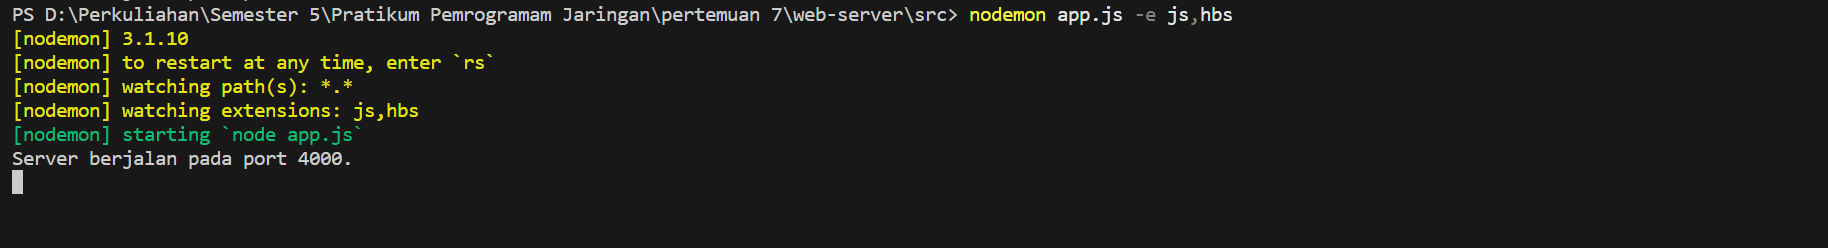 PS D:\Perkuliahan\Semester 5\Pratikum Pemrogramam Jaringan\pertemuan 7\web-server\src> nodemon app.js -e js,hbs
[nodemon] 3.1.10
[nodemon] to restart at any time, enter `rs`
[nodemon] watching path(s): *.*
[nodemon] watching extensions: js,hbs
[nodemon] starting `node app.js`
Server berjalan pada port 4000.